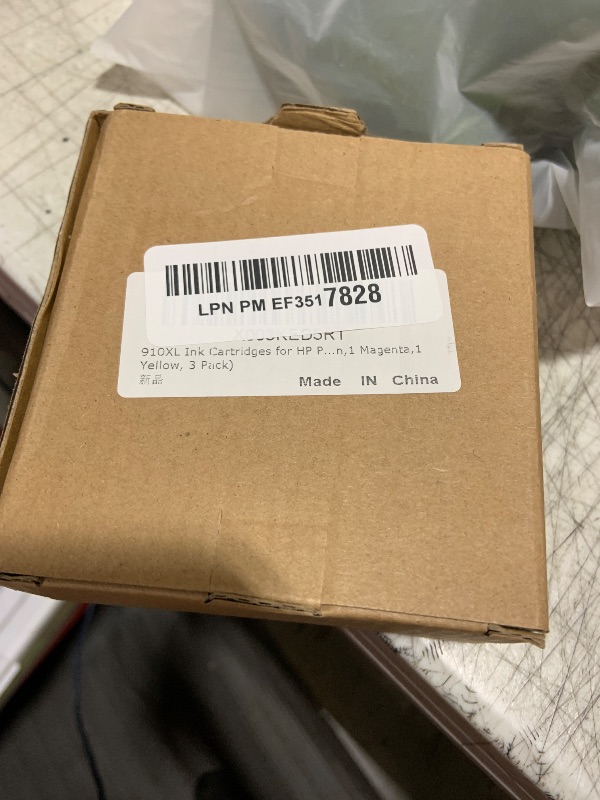 LPN PM EF3517828
910XL Ink Cartridges for HP P...n,1 Magenta,1
Yellow, 3 Pack)
新品
Made IN China